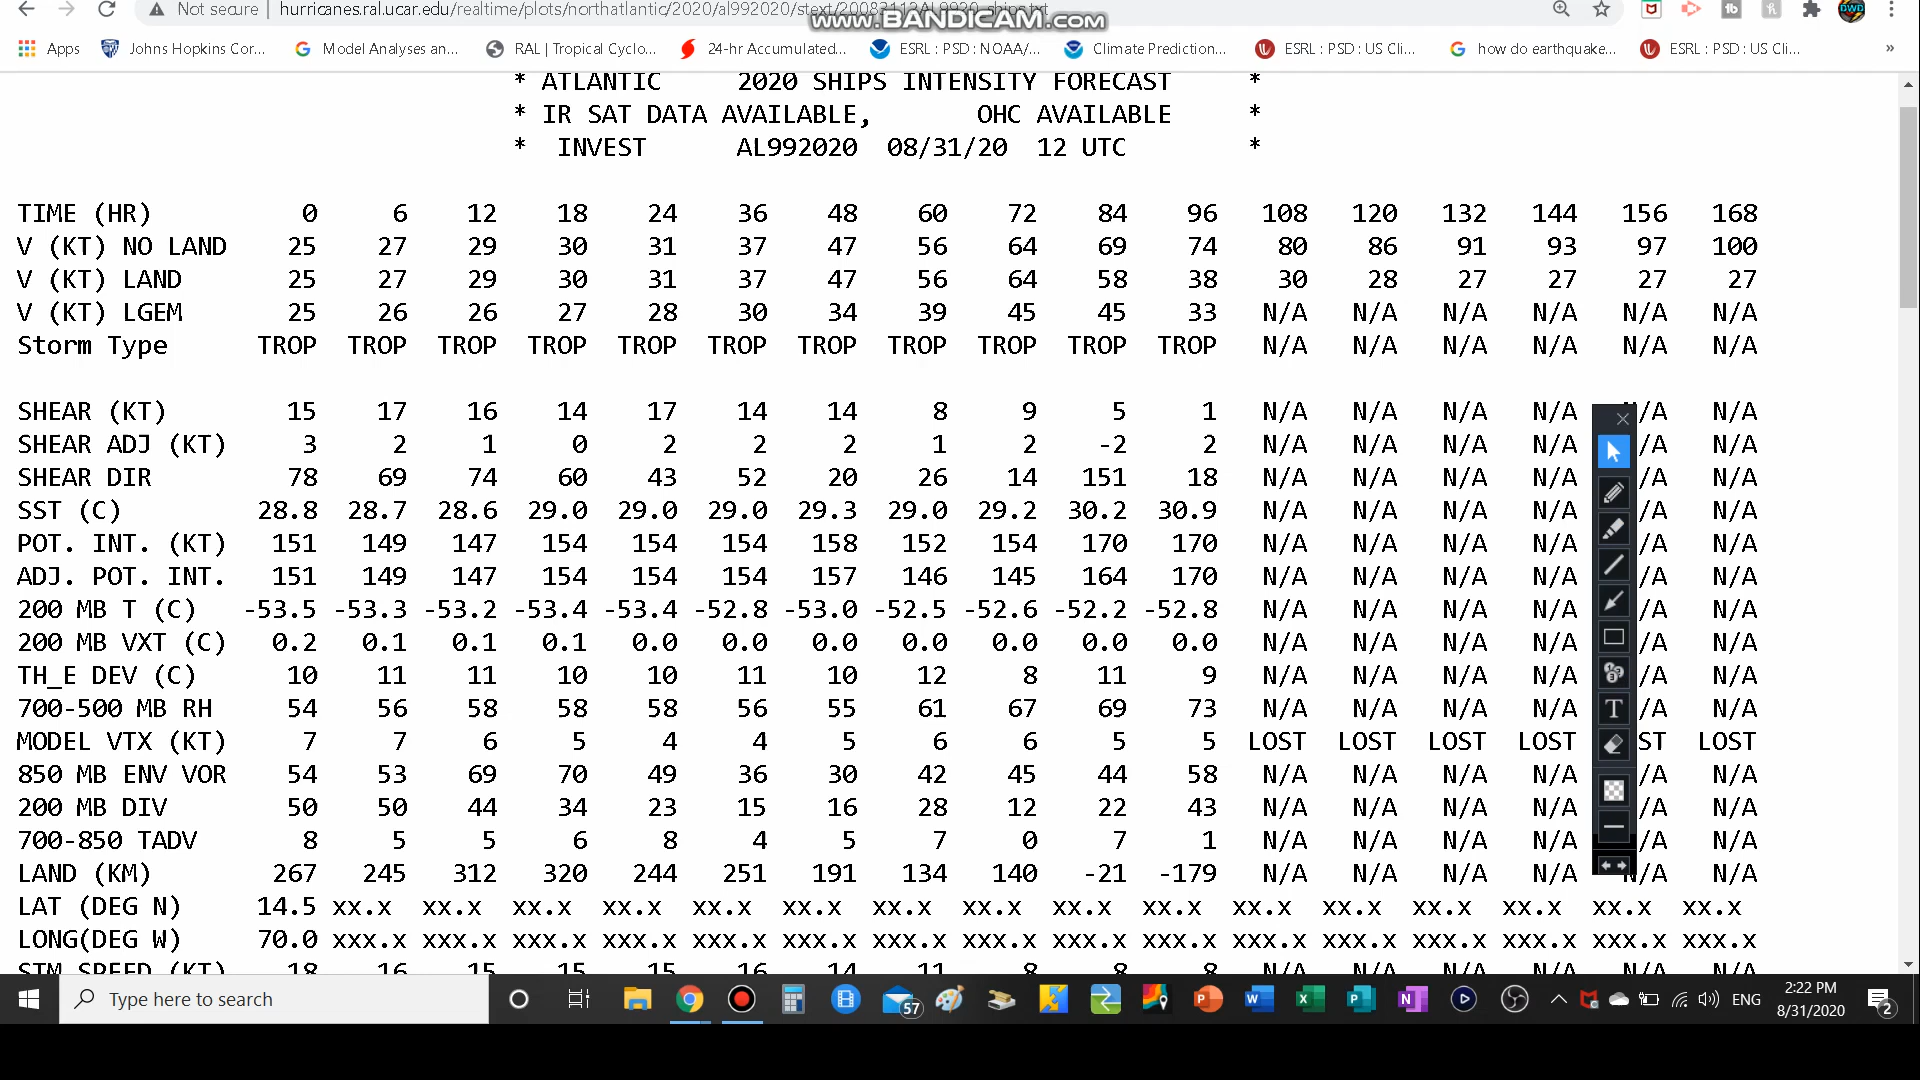 Not secure | hurricanes.ral.ucar.edu/realtime/plots/northatlantic/2020/al992020/stext/20083112AL9920_ships.txt
WWW.BANDICAM.COM
Apps Johns Hopkins Cor... Model Analyses an... RAL | Tropical Cyclo... 24-hr Accumulated... ESRL : PSD : NOAA/... Climate Prediction... ESRL : PSD : US Cli... how do earthquake... ESRL : PSD : US Cli... »
* ATLANTIC 2020 SHIPS INTENSITY FORECAST *
* IR SAT DATA AVAILABLE, OHC AVAILABLE *
* INVEST AL992020 08/31/20 12 UTC *
TIME (HR) 0 6 12 18 24 36 48 60 72 84 96 108 120 132 144 156 168
V (KT) NO LAND 25 27 29 30 31 37 47 56 64 69 74 80 86 91 93 97 100
V (KT) LAND 25 27 29 30 31 37 47 56 64 58 38 30 28 27 27 27 27
V (KT) LGEM 25 26 26 27 28 30 34 39 45 45 33 N/A N/A N/A N/A N/A N/A
Storm Type TROP TROP TROP TROP TROP TROP TROP TROP TROP TROP TROP N/A N/A N/A N/A N/A N/A
SHEAR (KT) 15 17 16 14 17 14 14 8 9 5 1 N/A N/A N/A N/A N/A N/A
SHEAR ADJ (KT) 3 2 1 0 2 2 2 1 2 -2 2 N/A N/A N/A N/A /A N/A
SHEAR DIR 78 69 74 60 43 52 20 26 14 151 18 N/A N/A N/A N/A /A N/A
SST (C) 28.8 28.7 28.6 29.0 29.0 29.0 29.3 29.0 29.2 30.2 30.9 N/A N/A N/A N/A /A N/A
POT. INT. (KT) 151 149 147 154 154 154 158 152 154 170 170 N/A N/A N/A N/A /A N/A
ADJ. POT. INT. 151 149 147 154 154 154 157 146 145 164 170 N/A N/A N/A N/A /A N/A
200 MB T (C) -53.5 -53.3 -53.2 -53.4 -53.4 -52.8 -53.0 -52.5 -52.6 -52.2 -52.8 N/A N/A N/A N/A /A N/A
200 MB VXT (C) 0.2 0.1 0.1 0.1 0.0 0.0 0.0 0.0 0.0 0.0 0.0 N/A N/A N/A N/A /A N/A
TH_E DEV (C) 10 11 11 10 10 11 10 12 8 11 9 N/A N/A N/A N/A /A N/A
700-500 MB RH 54 56 58 58 58 56 55 61 67 69 73 N/A N/A N/A N/A /A N/A
MODEL VTX (KT) 7 7 6 5 4 4 5 6 6 5 5 LOST LOST LOST LOST ST LOST
850 MB ENV VOR 54 53 69 70 49 36 30 42 45 44 58 N/A N/A N/A N/A /A N/A
200 MB DIV 50 50 44 34 23 15 16 28 12 22 43 N/A N/A N/A N/A /A N/A
700-850 TADV 8 5 5 6 8 4 5 7 0 7 1 N/A N/A N/A N/A /A N/A
LAND (KM) 267 245 312 320 244 251 191 134 140 -21 -179 N/A N/A N/A N/A N/A N/A
LAT (DEG N) 14.5 xx.x xx.x xx.x xx.x xx.x xx.x xx.x xx.x xx.x xx.x xx.x xx.x xx.x xx.x xx.x xx.x
LONG(DEG W) 70.0 xxx.x xxx.x xxx.x xxx.x xxx.x xxx.x xxx.x xxx.x xxx.x xxx.x xxx.x xxx.x xxx.x xxx.x xxx.x xxx.x
STM SPEED (KT) 18 16 15 15 15 16 14 11 8 8 8 N/A N/A N/A N/A N/A N/A
Type here to search
57
ENG
2:22 PM
8/31/2020
2